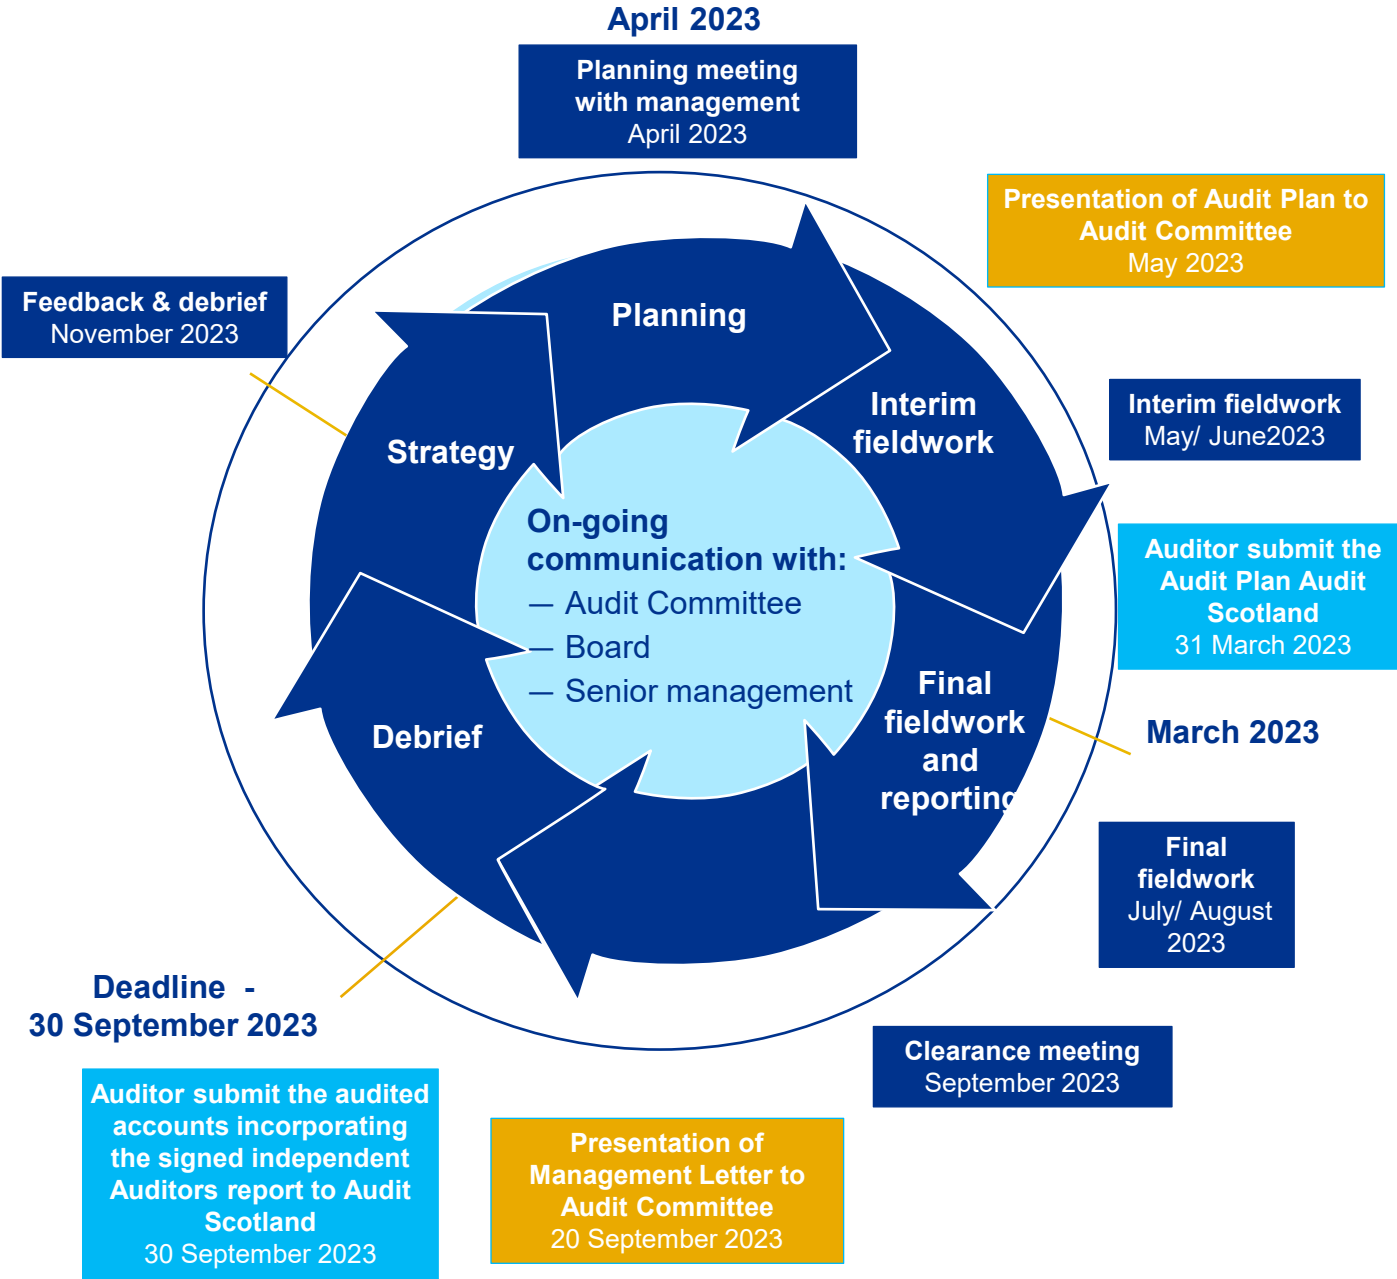 April 2023
Planning meeting
with management
April 2023
Presentation of Audit Plan to
Audit Committee
May 2023
Feedback & debrief
November 2023
Planning
Interim
fieldwork
Interim fieldwork
May/ June2023
Strategy
On-going
communication with:
— Audit Committee
— Board
— Senior management
Auditor submit the
Audit Plan Audit
Scotland
31 March 2023
Final
fieldwork
and
reporting
March 2023
Debrief
Final
fieldwork
July/ August
2023
Deadline -
30 September 2023
Clearance meeting
September 2023
Auditor submit the audited
accounts incorporating
the signed independent
Auditors report to Audit
Scotland
30 September 2023
Presentation of
Management Letter to
Audit Committee
20 September 2023